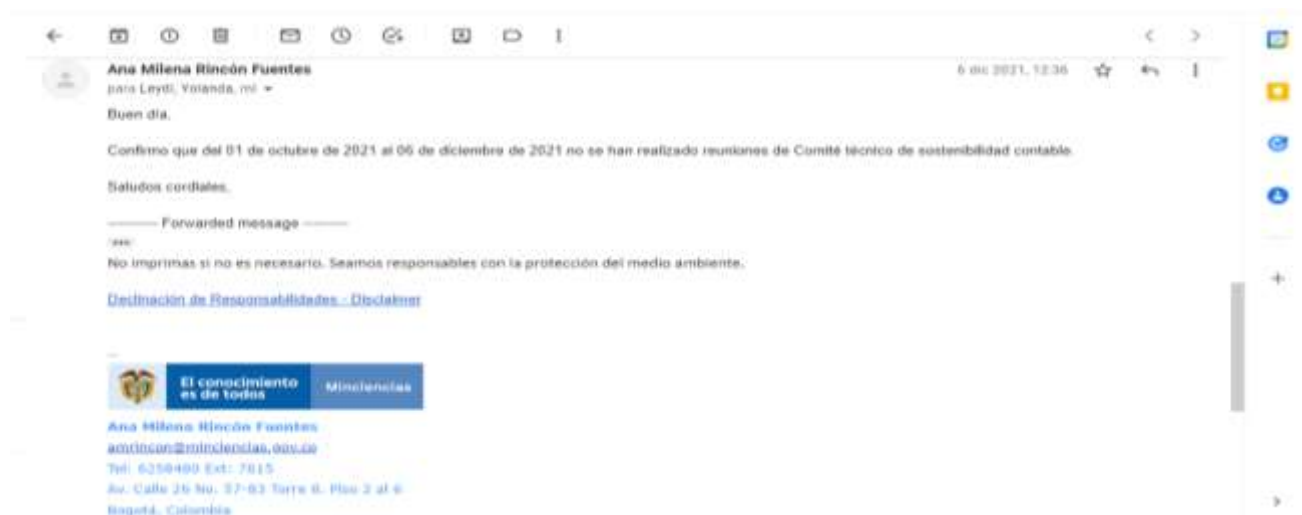 Ana Milena Rincón Fuentes
6 dic 2021, 12:36
para Leydi, Yolanda, mí
Buen día.
Confirmo que del 01 de octubre de 2021 al 06 de diciembre de 2021 no se han realizado reuniones de Comité técnico de sostenibilidad contable.
Saludos cordiales,
---------- Forwarded message ----------
No imprimas si no es necesario. Seamos responsables con la protección del medio ambiente.
Declinación de Responsabilidades - Disclaimer
--
El conocimiento
es de todos
Minciencias
Ana Milena Rincón Fuentes
amrincon@minciencias.gov.co
Tel: 6258480 Ext: 7615
Av. Calle 26 No. 57-83 Torre 8, Piso 2 al 6
Bogotá, Colombia